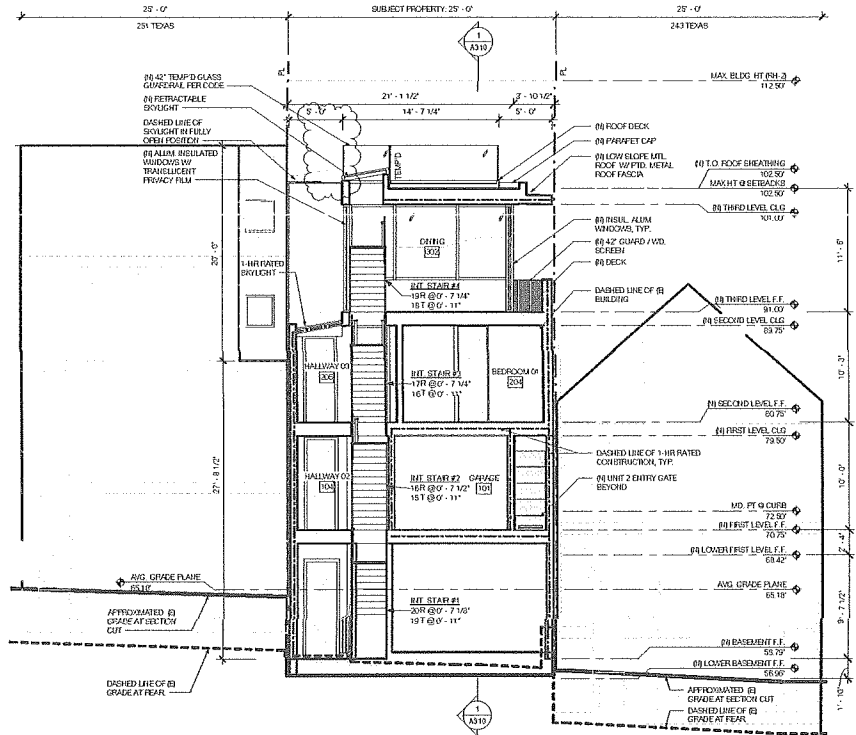 25' - 0"
SUBJECT PROPERTY: 25' - 0"
25' - 0"
251 TEXAS
243 TEXAS
1
A3.10
PL
PL
MAX. BLDG. HT (RH-2)
112.50'
21' - 1 1/2"
3' - 10 1/2"
5' - 0"
14' - 7 1/4"
5' - 0"
(N) 42" TEMP'D GLASS
GUARDRAIL PER CODE
(N) RETRACTABLE
SKYLIGHT
DASHED LINE OF
SKYLIGHT IN FULLY
OPEN POSITION
(N) ALUM. INSULATED
WINDOWS W/
TRANSLUCENT
PRIVACY FILM
TEMP'D
(N) ROOF DECK
(N) PARAPET CAP
(N) LOW SLOPE MTL.
ROOF W/ PTD. METAL
ROOF FASCIA
(N) T.O. ROOF SHEATHING
102.50'
MAX HT @ SETBACKS
102.50'
(N) THIRD LEVEL CLG
101.00'
(N) INSUL. ALUM
WINDOWS, TYP.
(N) 42" GUARD / WD.
SCREEN
(N) DECK
DASHED LINE OF (E)
BUILDING
20' - 0"
11' - 6"
1-HR RATED
SKYLIGHT
DINING
302
INT. STAIR #4
19R @ 0' - 7 1/4"
18T @ 0' - 11"
(N) THIRD LEVEL F.F.
91.00'
(N) SECOND LEVEL CLG
89.75'
HALLWAY 03
205
INT. STAIR #3
17R @ 0' - 7 1/4"
16T @ 0' - 11"
BEDROOM 01
204
10' - 3"
(N) SECOND LEVEL F.F.
80.75'
(N) FIRST LEVEL CLG
79.50'
27' - 8 1/2"
HALLWAY 02
104
INT. STAIR #2
16R @ 0' - 7 1/2"
15T @ 0' - 11"
GARAGE
101
DASHED LINE OF 1-HR RATED
CONSTRUCTION, TYP.
(N) UNIT 2 ENTRY GATE
BEYOND
10' - 0"
MID. PT @ CURB
72.50'
(N) FIRST LEVEL F.F.
70.75'
2' - 4"
(N) LOWER FIRST LEVEL F.F.
68.42'
AVG. GRADE PLANE
65.10'
AVG. GRADE PLANE
65.18'
INT. STAIR #1
20R @ 0' - 7 1/8"
19T @ 0' - 11"
9' - 7 1/2"
APPROXIMATED (E)
GRADE AT SECTION
CUT
(N) BASEMENT F.F.
58.79'
(N) LOWER BASEMENT F.F.
56.96'
DASHED LINE OF (E)
GRADE AT REAR
APPROXIMATED (E)
GRADE AT SECTION CUT
DASHED LINE OF (E)
GRADE AT REAR
1' - 10"
1
A3.10